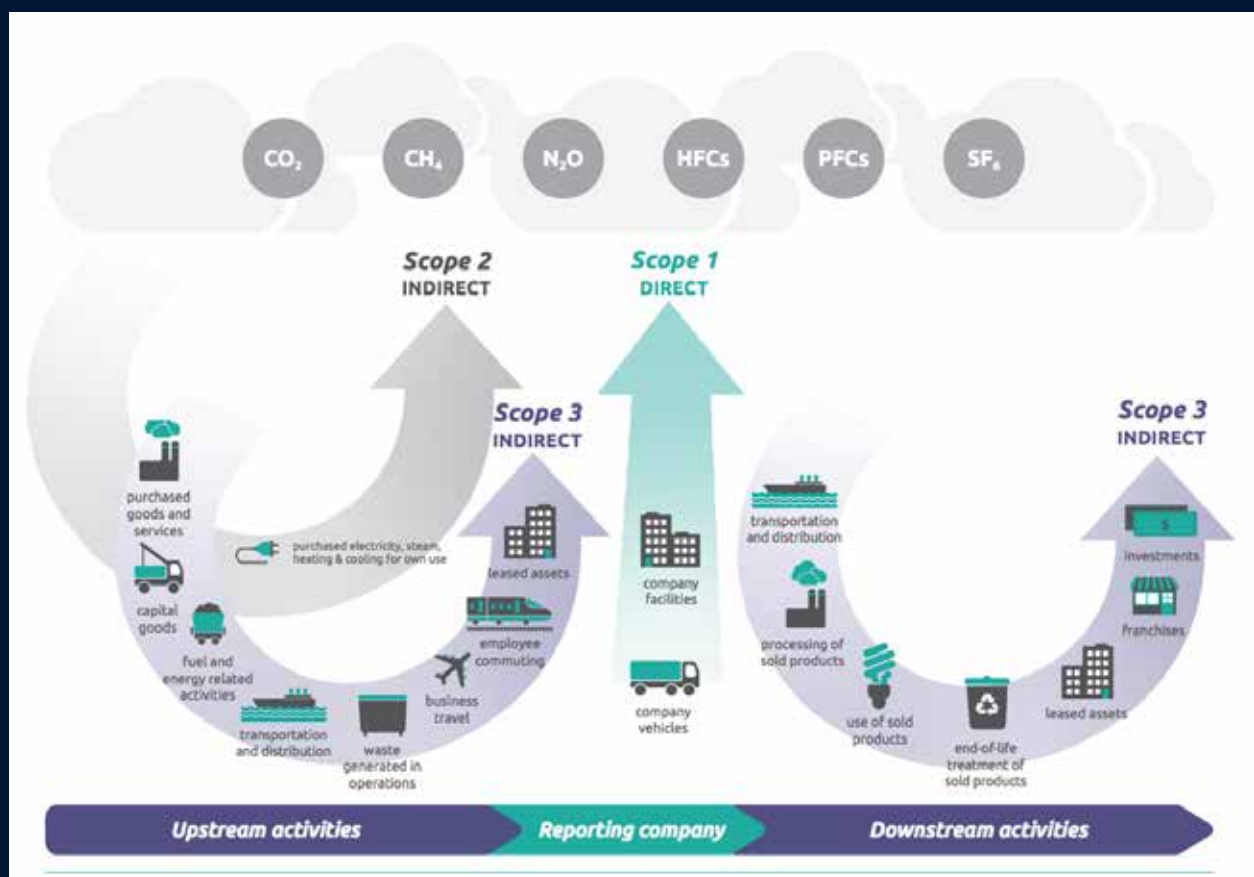 CO₂
CH₄
N₂O
HFCs
PFCs
SF₆
Scope 2
INDIRECT
Scope 1
DIRECT
Scope 3
INDIRECT
Scope 3
INDIRECT
purchased
goods and
services
capital
goods
fuel and
energy related
activities
transportation
and distribution
waste
generated in
operations
business
travel
employee
commuting
leased assets
purchased electricity, steam,
heating & cooling for own use
company
facilities
company
vehicles
transportation
and distribution
processing of
sold products
use of sold
products
end-of-life
treatment of
sold products
leased assets
franchises
$
investments
Upstream activities
Reporting company
Downstream activities